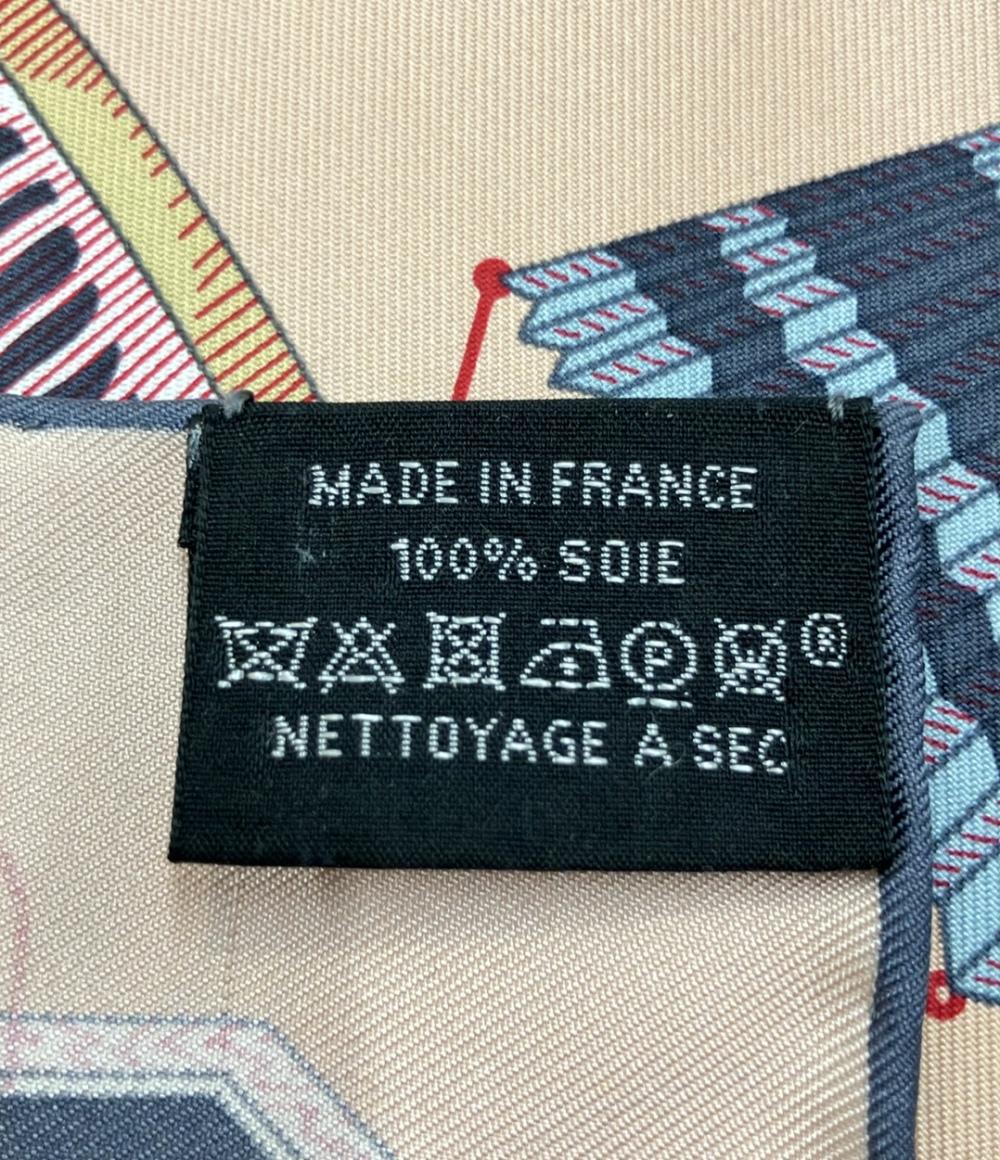 MADE IN FRANCE
100% SOIE
P W ®
NETTOYAGE A SEC